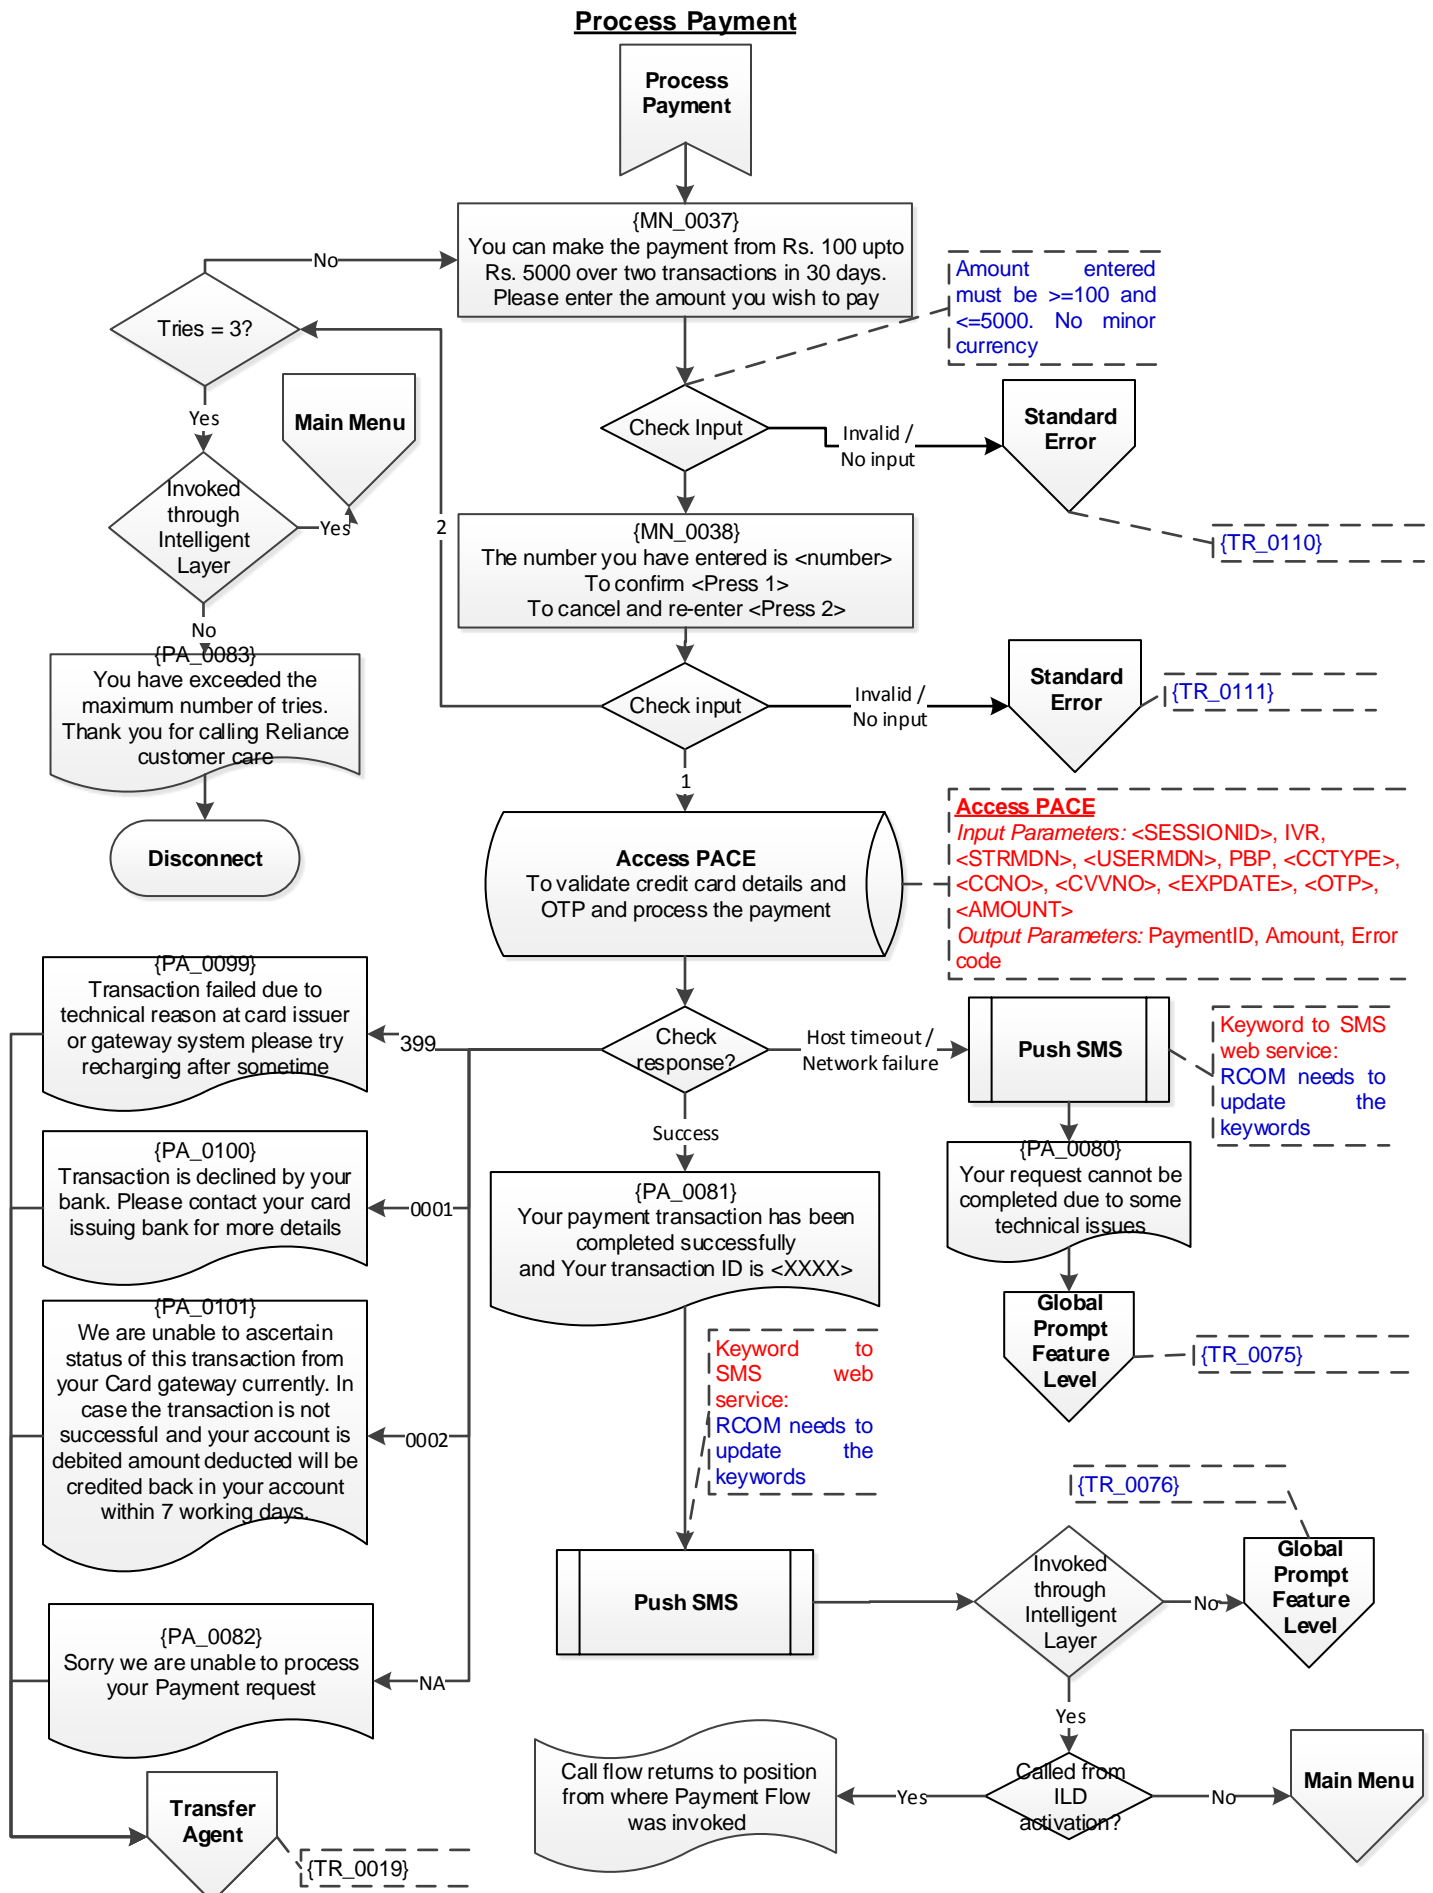 Process Payment
Process
Payment
{MN_0037}
You can make the payment from Rs. 100 upto
Rs. 5000 over two transactions in 30 days.
Please enter the amount you wish to pay
No
Amount entered
must be >=100 and
<=5000. No minor
currency
Tries = 3?
Yes
Main Menu
Check Input
Invalid /
No input
Standard
Error
{TR_0110}
Invoked
through
Intelligent
Layer
Yes
2
{MN_0038}
The number you have entered is <number>
To confirm <Press 1>
To cancel and re-enter <Press 2>
No
{PA_0083}
You have exceeded the
maximum number of tries.
Thank you for calling Reliance
customer care
Check input
Invalid /
No input
Standard
Error
{TR_0111}
1
Disconnect
Access PACE
To validate credit card details and
OTP and process the payment
Access PACE
Input Parameters: <SESSIONID>, IVR,
<STRMDN>, <USERMDN>, PBP, <CCTYPE>,
<CCNO>, <CVVNO>, <EXPDATE>, <OTP>,
<AMOUNT>
Output Parameters: PaymentID, Amount, Error
code
{PA_0099}
Transaction failed due to
technical reason at card issuer
or gateway system please try
recharging after sometime
399
Check
response?
Host timeout /
Network failure
Push SMS
Keyword to SMS
web service:
RCOM needs to
update the
keywords
Success
{PA_0100}
Transaction is declined by your
bank. Please contact your card
issuing bank for more details
0001
{PA_0081}
Your payment transaction has been
completed successfully
and Your transaction ID is <XXXX>
{PA_0080}
Your request cannot be
completed due to some
technical issues
Global
Prompt
Feature
Level
{TR_0075}
{PA_0101}
We are unable to ascertain
status of this transaction from
your Card gateway currently. In
case the transaction is not
successful and your account is
debited amount deducted will be
credited back in your account
within 7 working days.
0002
Keyword to
SMS web
service:
RCOM needs to
update the
keywords
{TR_0076}
Push SMS
Invoked
through
Intelligent
Layer
No
Global
Prompt
Feature
Level
{PA_0082}
Sorry we are unable to process
your Payment request
NA
Yes
Call flow returns to position
from where Payment Flow
was invoked
Yes
Called from
ILD
activation?
No
Main Menu
Transfer
Agent
{TR_0019}